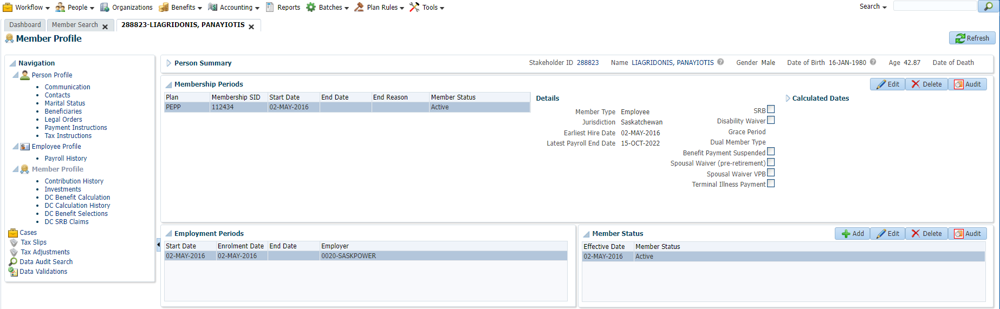 Workflow People Organizations Benefits Accounting Reports Batches Plan Rules Tools Search
Dashboard Member Search 288823-LIAGRIDONIS, PANAYIOTIS
Member Profile
Refresh
Navigation
Person Profile
Communication
Contacts
Marital Status
Beneficiaries
Legal Orders
Payment Instructions
Tax Instructions
Employee Profile
Payroll History
Member Profile
Contribution History
Investments
DC Benefit Calculation
DC Calculation History
DC Benefit Selections
DC SRB Claims
Cases
Tax Slips
Tax Adjustments
Data Audit Search
Data Validations
Person Summary Stakeholder ID 288823 Name LIAGRIDONIS, PANAYIOTIS Gender Male Date of Birth 16-JAN-1980 Age 42.87 Date of Death
Membership Periods Edit Delete Audit
Plan Membership SID Start Date End Date End Reason Member Status
PEPP 112434 02-MAY-2016 Active
Details
Member Type Employee
Jurisdiction Saskatchewan
Earliest Hire Date 02-MAY-2016
Latest Payroll End Date 15-OCT-2022
SRB
Disability Waiver
Grace Period
Dual Member Type
Benefit Payment Suspended
Spousal Waiver (pre-retirement)
Spousal Waiver VPB
Terminal Illness Payment
Calculated Dates
Employment Periods
Start Date Enrolment Date End Date Employer
02-MAY-2016 02-MAY-2016 0020-SASKPOWER
Member Status Add Edit Delete Audit
Effective Date Member Status
02-MAY-2016 Active